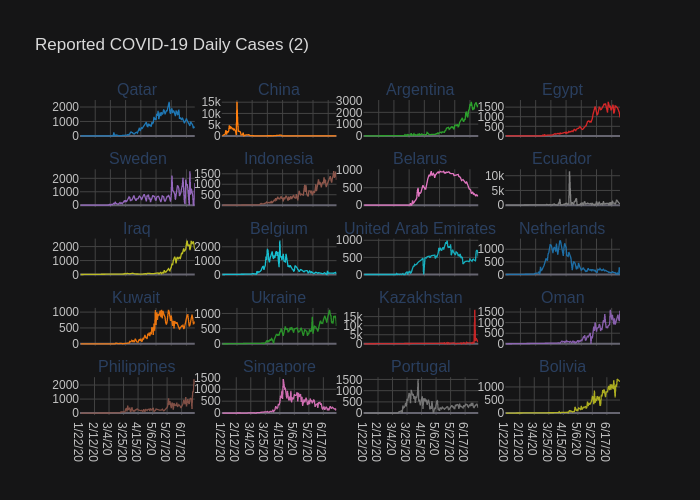 Reported COVID-19 Daily Cases (2)
Qatar China Argentina Egypt
2000 1000 0
15k 10k 5k 0
3000 2000 1000 0
1500 1000 500 0
Sweden Indonesia Belarus Ecuador
2000 1000 0
1500 1000 500 0
1000 500 0
10k 5k 0
Iraq Belgium United Arab Emirates Netherlands
2000 1000 0
2000 1000 0
1000 500 0
1000 500 0
Kuwait Ukraine Kazakhstan Oman
1000 500 0
1000 500 0
15k 10k 5k 0
1500 1000 500 0
Philippines Singapore Portugal Bolivia
2000 1000 0
1500 1000 500 0
1500 1000 500 0
1000 500 0
1/22/20 2/12/20 3/4/20 3/25/20 4/15/20 5/6/20 5/27/20 6/17/20
1/22/20 2/12/20 3/4/20 3/25/20 4/15/20 5/6/20 5/27/20 6/17/20
1/22/20 2/12/20 3/4/20 3/25/20 4/15/20 5/6/20 5/27/20 6/17/20
1/22/20 2/12/20 3/4/20 3/25/20 4/15/20 5/6/20 5/27/20 6/17/20